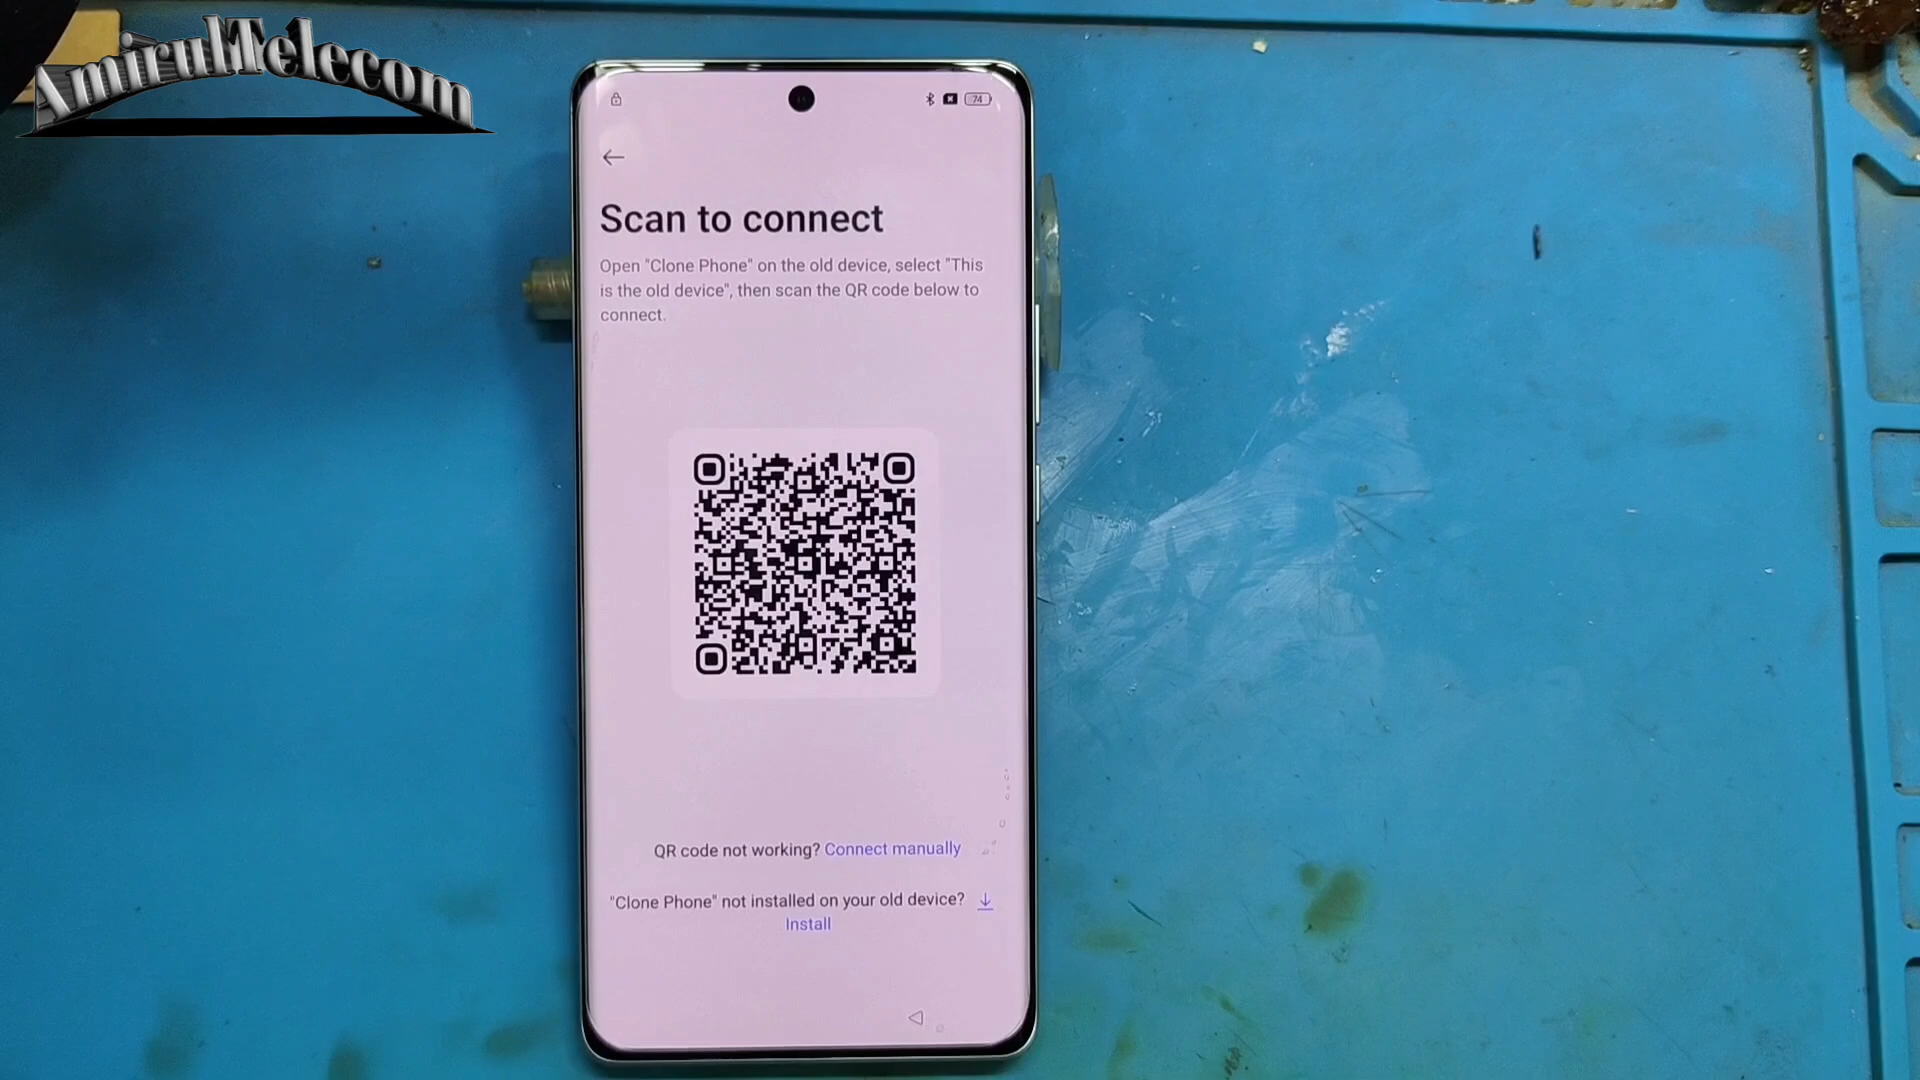 AmirulTelecom
74
Scan to connect
Open "Clone Phone" on the old device, select "This
is the old device", then scan the QR code below to
connect.
QR code not working? Connect manually
"Clone Phone" not installed on your old device?
Install